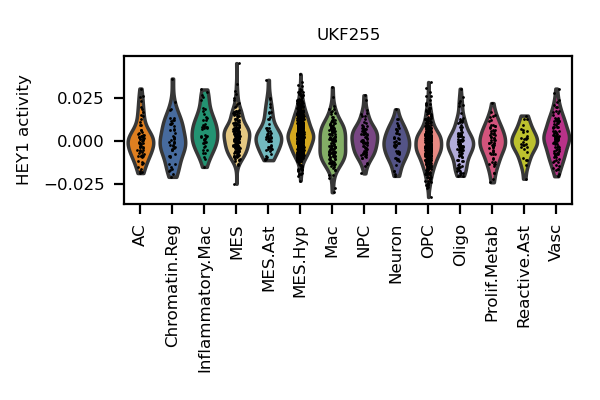 UKF255
HEY1 activity
0.025
0.000
−0.025
AC
Chromatin.Reg
Inflammatory.Mac
MES
MES.Ast
MES.Hyp
Mac
NPC
Neuron
OPC
Oligo
Prolif.Metab
Reactive.Ast
Vasc